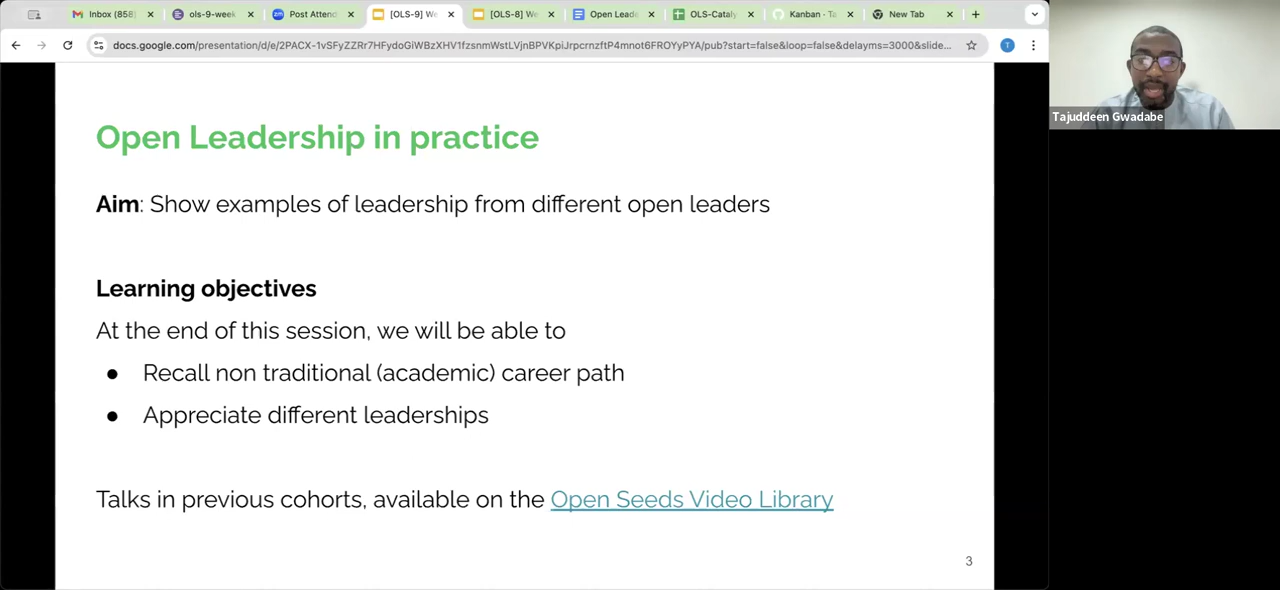 Inbox (858)
ols-9-week
Post Attend
[OLS-9] We
[OLS-8] We
Open Leade
OLS-Cataly
Kanban · Ta
New Tab
docs.google.com/presentation/d/e/2PACX-1vSFyZZRr7HFydoGiWBzXHV1fzsnmWstLVjnBPVKpiJrpcrnzftP4mnot6FROYyPYA/pub?start=false&loop=false&delayms=3000&slide...
T
Tajuddeen Gwadabe
Open Leadership in practice
Aim: Show examples of leadership from different open leaders
Learning objectives
At the end of this session, we will be able to
● Recall non traditional (academic) career path
● Appreciate different leaderships
Talks in previous cohorts, available on the Open Seeds Video Library
3